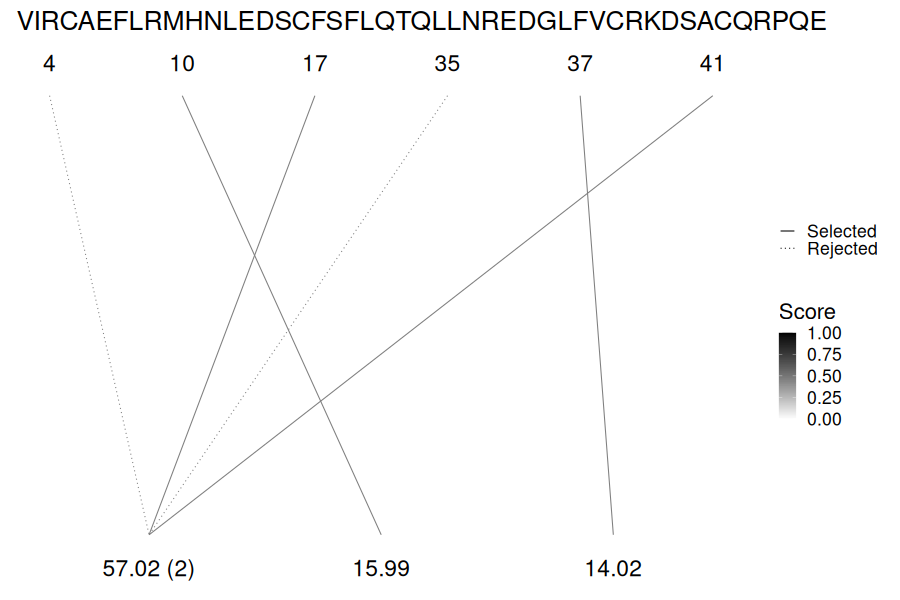 VIRCAEFLRMHNLEDSCFSFLQTQLLNREDGLFVCRKDSACQRPQE
4 10 17 35 37 41
Selected
Rejected
Score
1.00
0.75
0.50
0.25
0.00
57.02 (2) 15.99 14.02